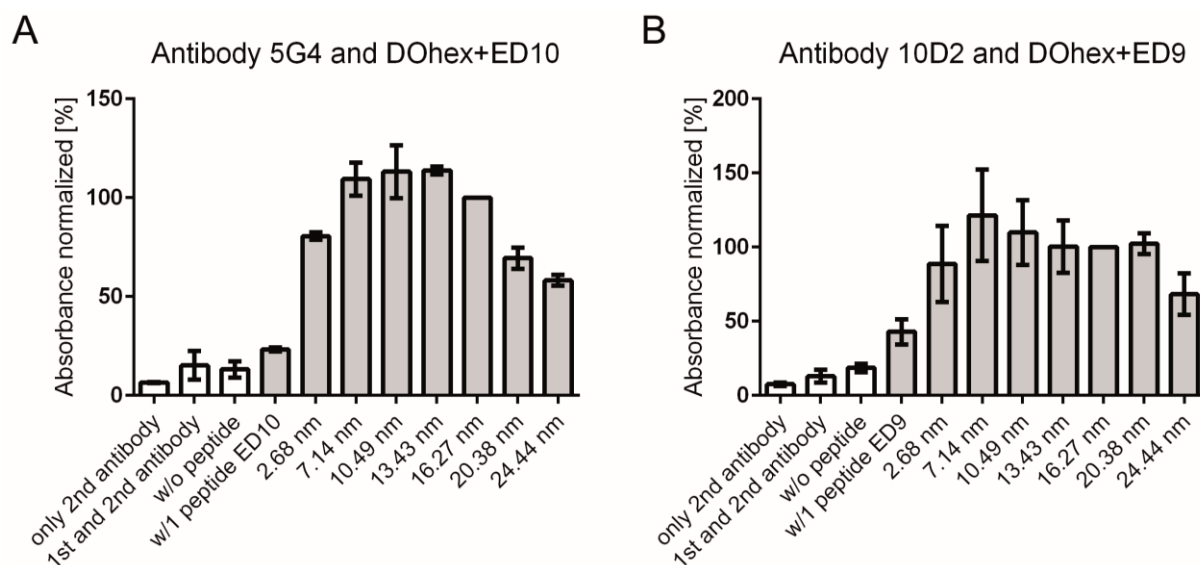 A
Antibody 5G4 and DOhex+ED10
Absorbance normalized [%]
150
100
50
0
only 2nd antibody
1st and 2nd antibody
w/o peptide
w/1 peptide ED10
2.68 nm
7.14 nm
10.49 nm
13.43 nm
16.27 nm
20.38 nm
24.44 nm
B
Antibody 10D2 and DOhex+ED9
Absorbance normalized [%]
200
150
100
50
0
only 2nd antibody
1st and 2nd antibody
w/o peptide
w/1 peptide ED9
2.68 nm
7.14 nm
10.49 nm
13.43 nm
16.27 nm
20.38 nm
24.44 nm